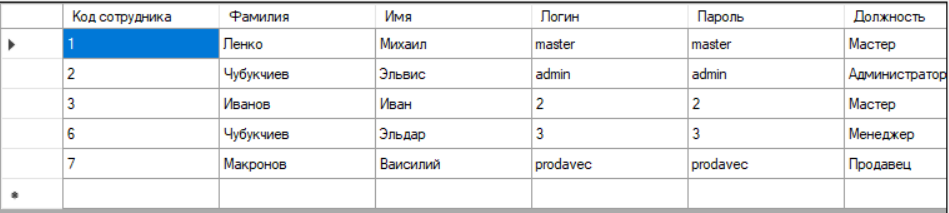 Код сотрудника Фамилия Имя Логин Пароль Должность
1 Ленко Михаил master master Мастер
2 Чубукчиев Эльвис admin admin Администратор
3 Иванов Иван 2 2 Мастер
6 Чубукчиев Эльдар 3 3 Менеджер
7 Макронов Ваисилий prodavec prodavec Продавец